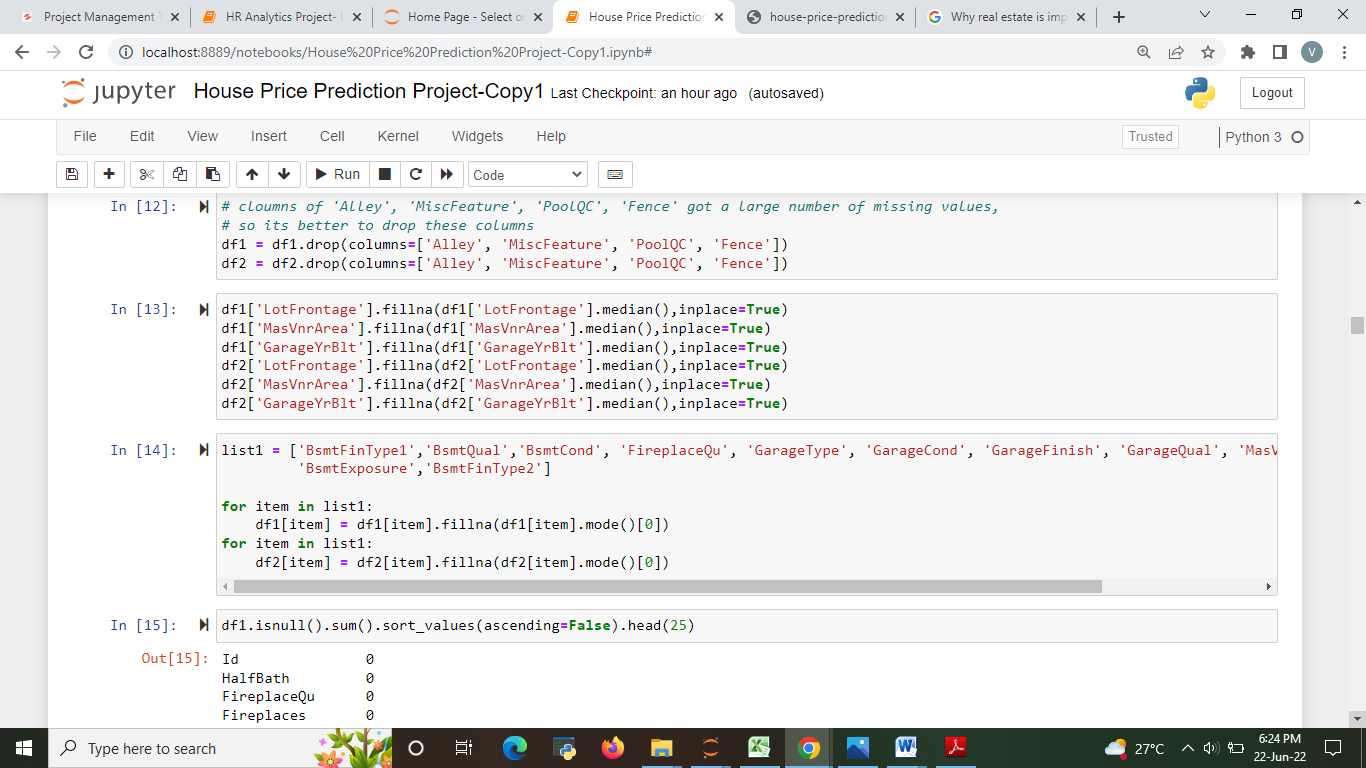 Project Management T
HR Analytics Project- U
Home Page - Select or
House Price Prediction
house-price-prediction
Why real estate is imp
localhost:8889/notebooks/House%20Price%20Prediction%20Project-Copy1.ipynb#
V
jupyter House Price Prediction Project-Copy1 Last Checkpoint: an hour ago (autosaved)
Logout
File Edit View Insert Cell Kernel Widgets Help
Trusted
Python 3
Run
Code
In [12]:
# cloumns of 'Alley', 'MiscFeature', 'PoolQC', 'Fence' got a large number of missing values,
# so its better to drop these columns
df1 = df1.drop(columns=['Alley', 'MiscFeature', 'PoolQC', 'Fence'])
df2 = df2.drop(columns=['Alley', 'MiscFeature', 'PoolQC', 'Fence'])
In [13]:
df1['LotFrontage'].fillna(df1['LotFrontage'].median(),inplace=True)
df1['MasVnrArea'].fillna(df1['MasVnrArea'].median(),inplace=True)
df1['GarageYrBlt'].fillna(df1['GarageYrBlt'].median(),inplace=True)
df2['LotFrontage'].fillna(df2['LotFrontage'].median(),inplace=True)
df2['MasVnrArea'].fillna(df2['MasVnrArea'].median(),inplace=True)
df2['GarageYrBlt'].fillna(df2['GarageYrBlt'].median(),inplace=True)
In [14]:
list1 = ['BsmtFinType1','BsmtQual','BsmtCond', 'FireplaceQu', 'GarageType', 'GarageCond', 'GarageFinish', 'GarageQual', 'MasV
'BsmtExposure','BsmtFinType2']
for item in list1:
    df1[item] = df1[item].fillna(df1[item].mode()[0])
for item in list1:
    df2[item] = df2[item].fillna(df2[item].mode()[0])
In [15]:
df1.isnull().sum().sort_values(ascending=False).head(25)
Out[15]:
Id 0
HalfBath 0
FireplaceQu 0
Fireplaces 0
Type here to search
27°C
6:24 PM
22-Jun-22